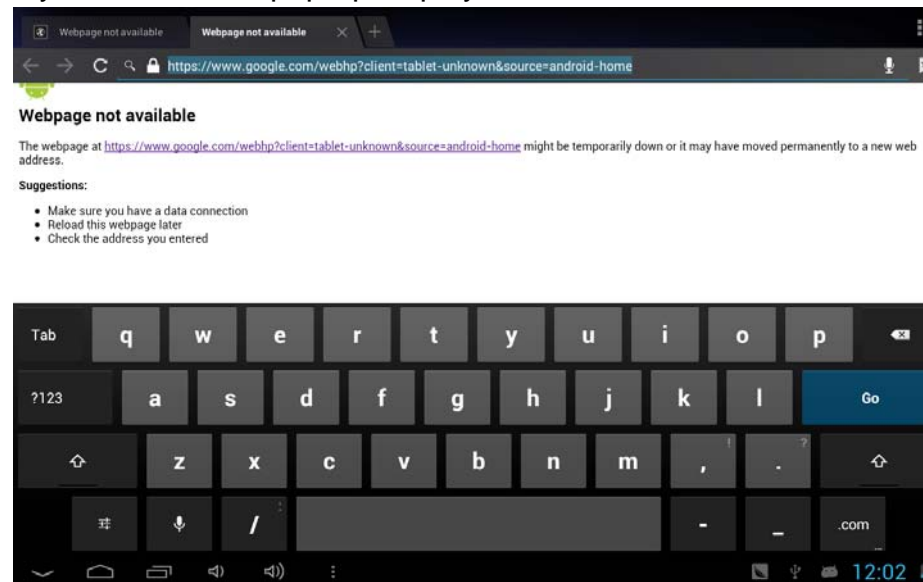 Webpage not available Webpage not available
https://www.google.com/webhp?client=tablet-unknown&source=android-home
Webpage not available
The webpage at https://www.google.com/webhp?client=tablet-unknown&source=android-home might be temporarily down or it may have moved permanently to a new web
address.
Suggestions:
• Make sure you have a data connection
• Reload this webpage later
• Check the address you entered
Tab q w e r t y u i o p
?123 a s d f g h j k l Go
z x c v b n m , ! . ?
/ : - _ .com ...
12:02